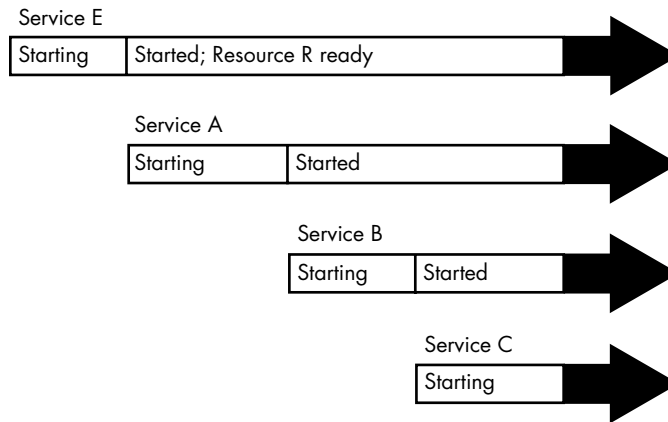 Service E
Starting Started; Resource R ready
Service A
Starting Started
Service B
Starting Started
Service C
Starting